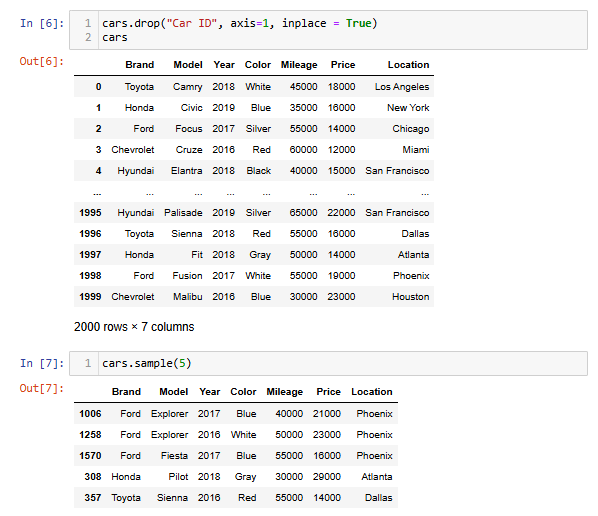 In [6]: 1 cars.drop("Car ID", axis=1, inplace = True)
2 cars
Out[6]:
Brand Model Year Color Mileage Price Location
0 Toyota Camry 2018 White 45000 18000 Los Angeles
1 Honda Civic 2019 Blue 35000 16000 New York
2 Ford Focus 2017 Silver 55000 14000 Chicago
3 Chevrolet Cruze 2016 Red 60000 12000 Miami
4 Hyundai Elantra 2018 Black 40000 15000 San Francisco
... ... ... ... ... ... ... ...
1995 Hyundai Palisade 2019 Silver 65000 22000 San Francisco
1996 Toyota Sienna 2018 Red 55000 16000 Dallas
1997 Honda Fit 2018 Gray 50000 14000 Atlanta
1998 Ford Fusion 2017 White 55000 19000 Phoenix
1999 Chevrolet Malibu 2016 Blue 30000 23000 Houston
2000 rows × 7 columns
In [7]: 1 cars.sample(5)
Out[7]:
Brand Model Year Color Mileage Price Location
1006 Ford Explorer 2017 Blue 40000 21000 Phoenix
1258 Ford Explorer 2016 White 50000 23000 Phoenix
1570 Ford Fiesta 2017 Blue 55000 16000 Phoenix
308 Honda Pilot 2018 Gray 30000 29000 Atlanta
357 Toyota Sienna 2016 Red 55000 14000 Dallas